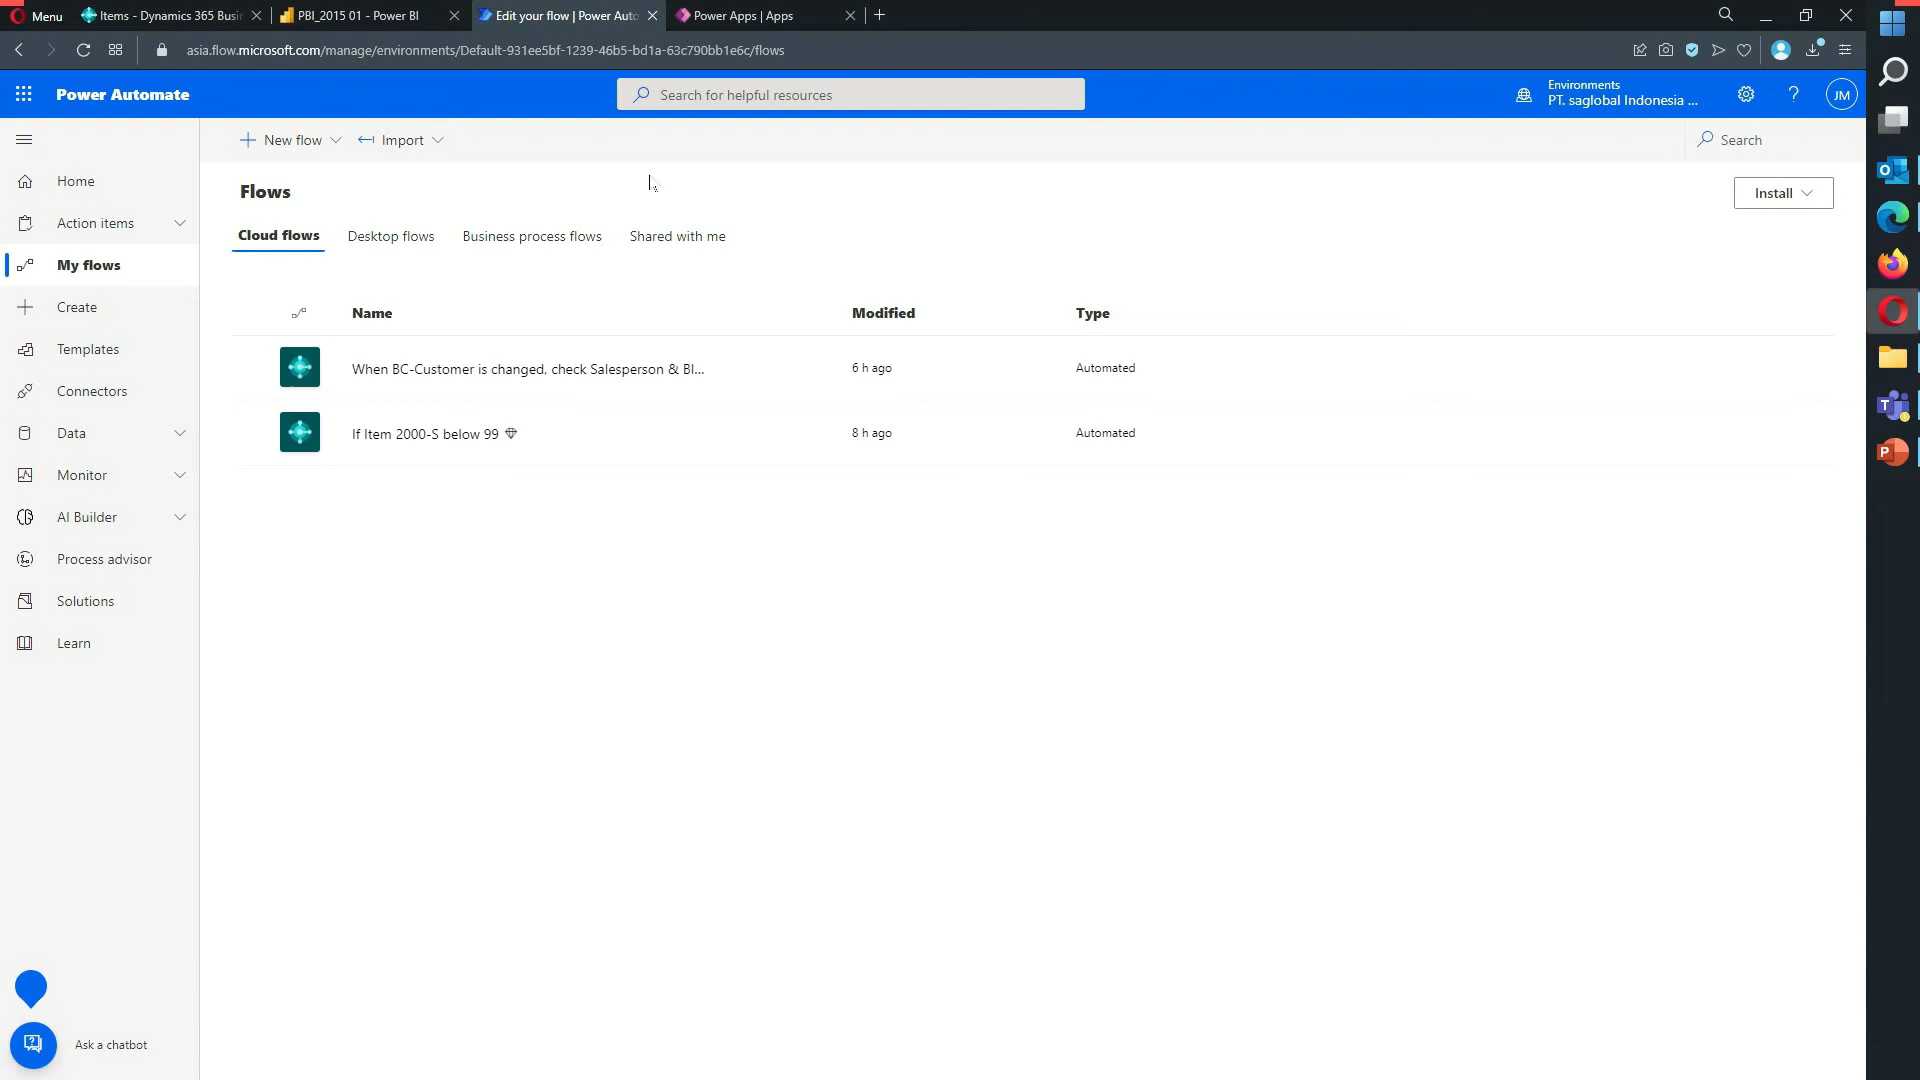 Menu
Items - Dynamics 365 Busi
PBI_2015 01 - Power BI
Edit your flow | Power Auto
Power Apps | Apps
asia.flow.microsoft.com/manage/environments/Default-931ee5bf-1239-46b5-bd1a-63c790bb1e6c/flows
Power Automate
Search for helpful resources
Environments
PT. saglobal Indonesia ...
?
JM
New flow
Import
Search
Home
Action items
My flows
Create
Templates
Connectors
Data
Monitor
AI Builder
Process advisor
Solutions
Learn
Ask a chatbot
Flows
Install
Cloud flows
Desktop flows
Business process flows
Shared with me
Name
Modified
Type
When BC-Customer is changed, check Salesperson & Bl...
6 h ago
Automated
If Item 2000-S below 99
8 h ago
Automated